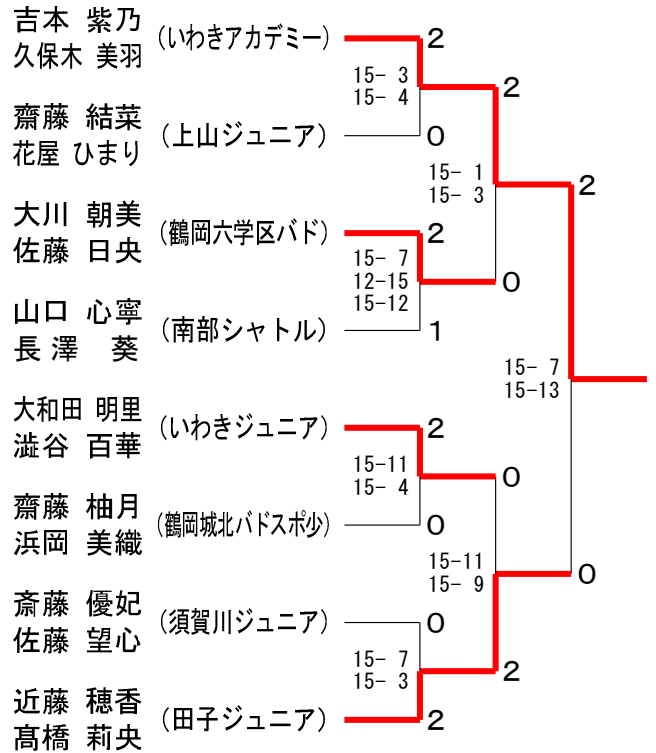 吉本 紫乃
久保木 美羽
(いわきアカデミー)
2
15- 3
15- 4
2
齋藤 結菜
花屋 ひまり
(上山ジュニア)
0
15- 1
15- 3
2
大川 朝美
佐藤 日央
(鶴岡六学区バド)
2
15- 7
12-15
15-12
0
山口 心寧
長澤 葵
(南部シャトル)
1
15- 7
15-13
大和田 明里
澁谷 百華
(いわきジュニア)
2
15-11
15- 4
0
齋藤 柚月
浜岡 美織
(鶴岡城北バドスポ少)
0
15-11
15- 9
0
斎藤 優妃
佐藤 望心
(須賀川ジュニア)
0
15- 7
15- 3
2
近藤 穂香
髙橋 莉央
(田子ジュニア)
2